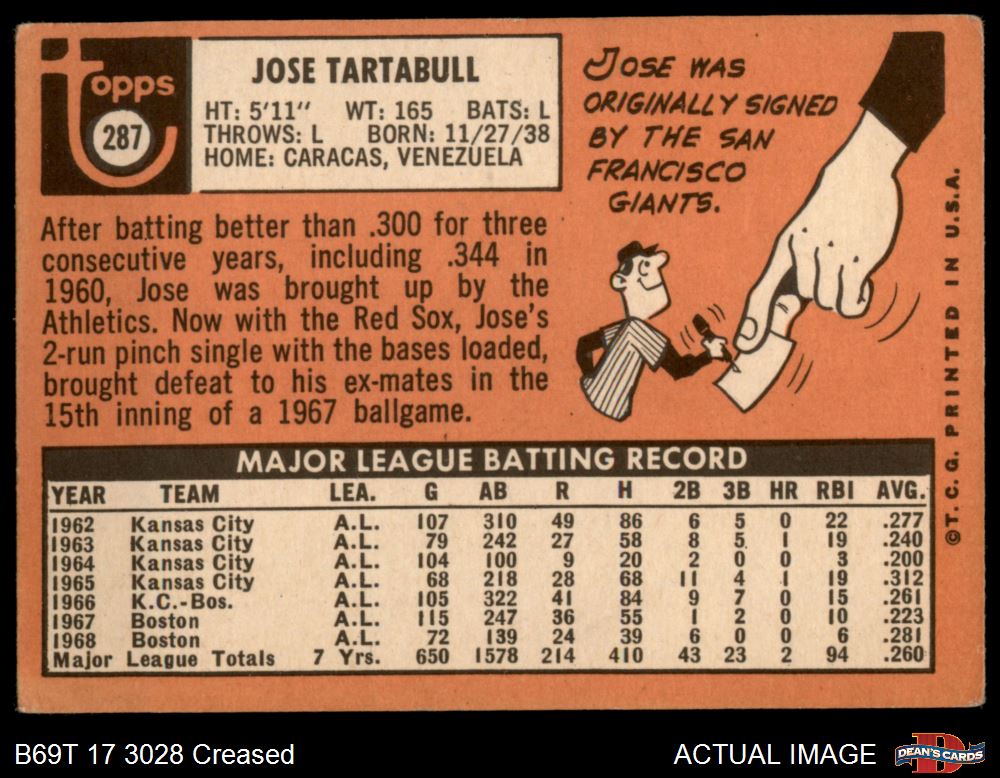 Topps
287
JOSE TARTABULL
HT: 5'11" WT: 165 BATS: L
THROWS: L BORN: 11/27/38
HOME: CARACAS, VENEZUELA
After batting better than .300 for three
consecutive years, including .344 in
1960, Jose was brought up by the
Athletics. Now with the Red Sox, Jose's
2-run pinch single with the bases loaded,
brought defeat to his ex-mates in the
15th inning of a 1967 ballgame.
JOSE WAS
ORIGINALLY SIGNED
BY THE SAN
FRANCISCO
GIANTS.
©T. C. G. PRINTED IN U.S.A.
MAJOR LEAGUE BATTING RECORD
YEAR TEAM LEA. G AB R H 2B 3B HR RBI AVG.
1962 Kansas City A.L. 107 310 49 86 6 5 0 22 .277
1963 Kansas City A.L. 79 242 27 58 8 5 1 19 .240
1964 Kansas City A.L. 104 100 9 20 2 0 0 3 .200
1965 Kansas City A.L. 68 218 28 68 11 4 1 19 .312
1966 K.C.-Bos. A.L. 105 322 41 84 9 7 0 15 .261
1967 Boston A.L. 115 247 36 55 1 2 0 10 .223
1968 Boston A.L. 72 139 24 39 6 0 0 6 .281
Major League Totals 7 Yrs. 650 1578 214 410 43 23 2 94 .260
B69T 17 3028 Creased
ACTUAL IMAGE
DEAN'S CARDS